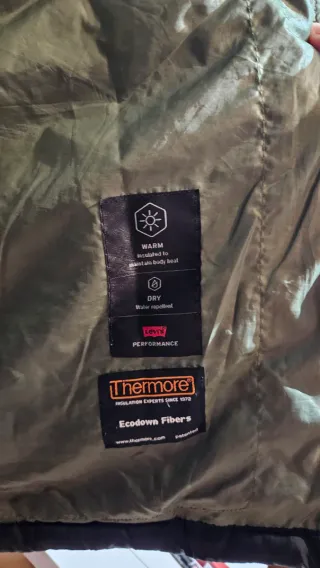 WARM
Insulated to
maintain body heat
DRY
Water repellent
LEVI'S
PERFORMANCE
Thermore®
INSULATION EXPERTS SINCE 1972
Ecodown Fibers
www.thermore.com Patented